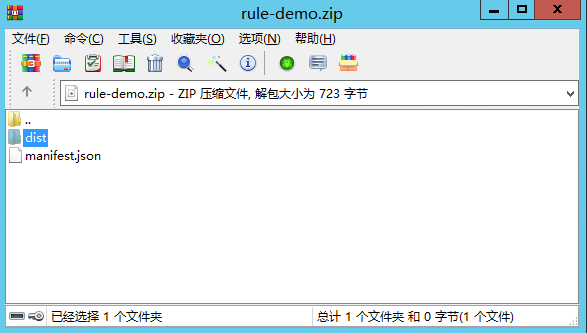 rule-demo.zip
文件(F) 命令(C) 工具(S) 收藏夹(O) 选项(N) 帮助(H)
rule-demo.zip - ZIP 压缩文件, 解包大小为 723 字节
..
dist
manifest.json
已经选择 1 个文件夹 总计 1 个文件夹 和 0 字节(1 个文件)